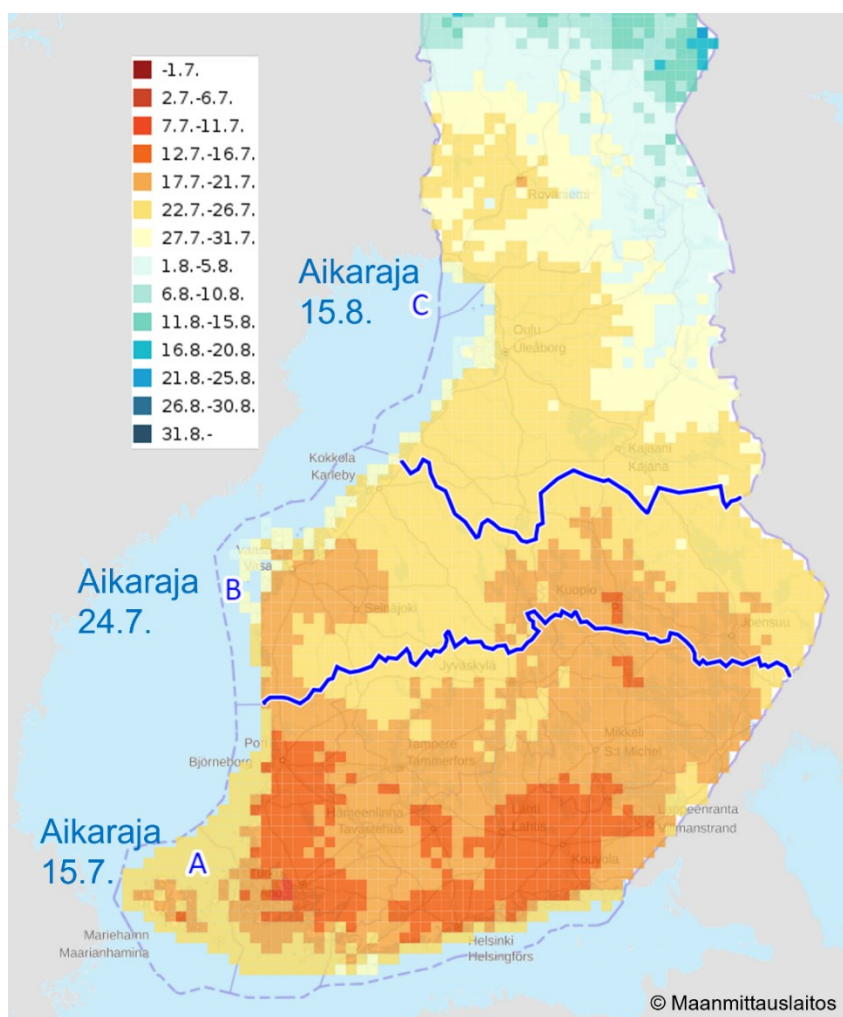 -1.7.
2.7.-6.7.
7.7.-11.7.
12.7.-16.7.
17.7.-21.7.
22.7.-26.7.
27.7.-31.7.
1.8.-5.8.
6.8.-10.8.
11.8.-15.8.
16.8.-20.8.
21.8.-25.8.
26.8.-30.8.
31.8.-
Rovaniemi
Aikaraja
15.8.
C
Oulu
Uleåborg
Kajaani
Kajana
Kokkola
Karleby
Vaasa
Vasa
B
Aikaraja
24.7.
Seinäjoki
Kuopio
Joensuu
Jyväskylä
Pori
Björneborg
Tampere
Tammerfors
Mikkeli
S:t Michel
Hämeenlinna
Tavastehus
Lahti
Lahtis
Lappeenranta
Villmanstrand
Kouvola
Aikaraja
15.7.
A
Turku
Mariehamn
Maarianhamina
Helsinki
Helsingfors
© Maanmittauslaitos